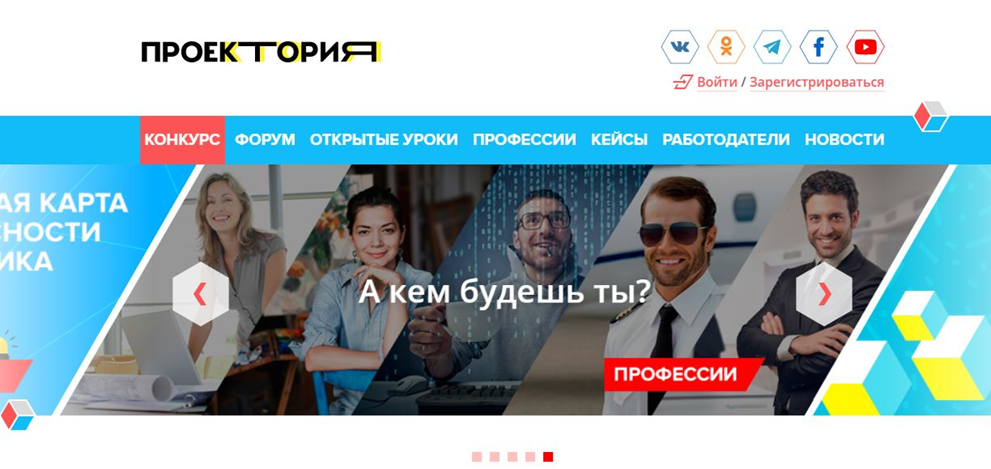 ПРОЕКТОРИЯ
Войти / Зарегистрироваться
КОНКУРС ФОРУМ ОТКРЫТЫЕ УРОКИ ПРОФЕССИИ КЕЙСЫ РАБОТОДАТЕЛИ НОВОСТИ
АЯ КАРТА
НОСТИ
ИКА
А кем будешь ты?
ПРОФЕССИИ